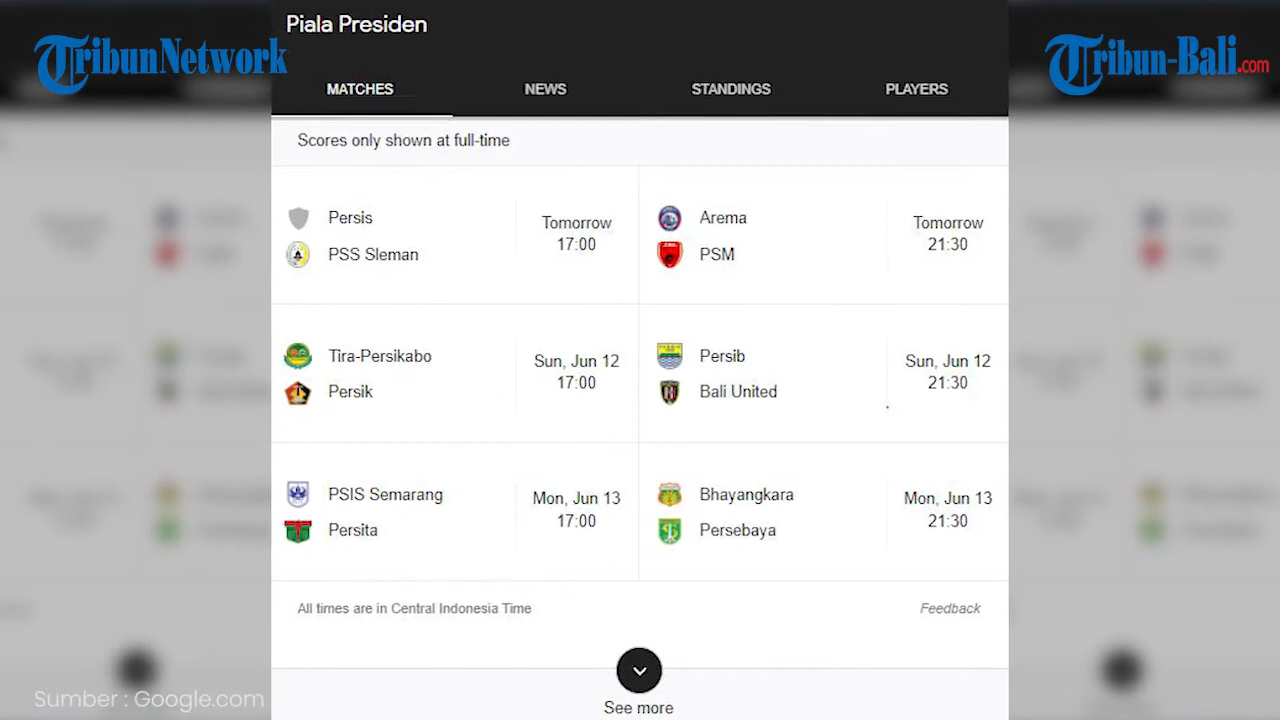 Piala Presiden
TribunNetwork
Tribun-Bali.com
MATCHES
NEWS
STANDINGS
PLAYERS
Scores only shown at full-time
Persis
PSS Sleman
Tomorrow
17:00
Arema
PSM
Tomorrow
21:30
Tira-Persikabo
Persik
Sun, Jun 12
17:00
Persib
Bali United
Sun, Jun 12
21:30
PSIS Semarang
Persita
Mon, Jun 13
17:00
Bhayangkara
Persebaya
Mon, Jun 13
21:30
All times are in Central Indonesia Time
Feedback
See more
Sumber : Google.com